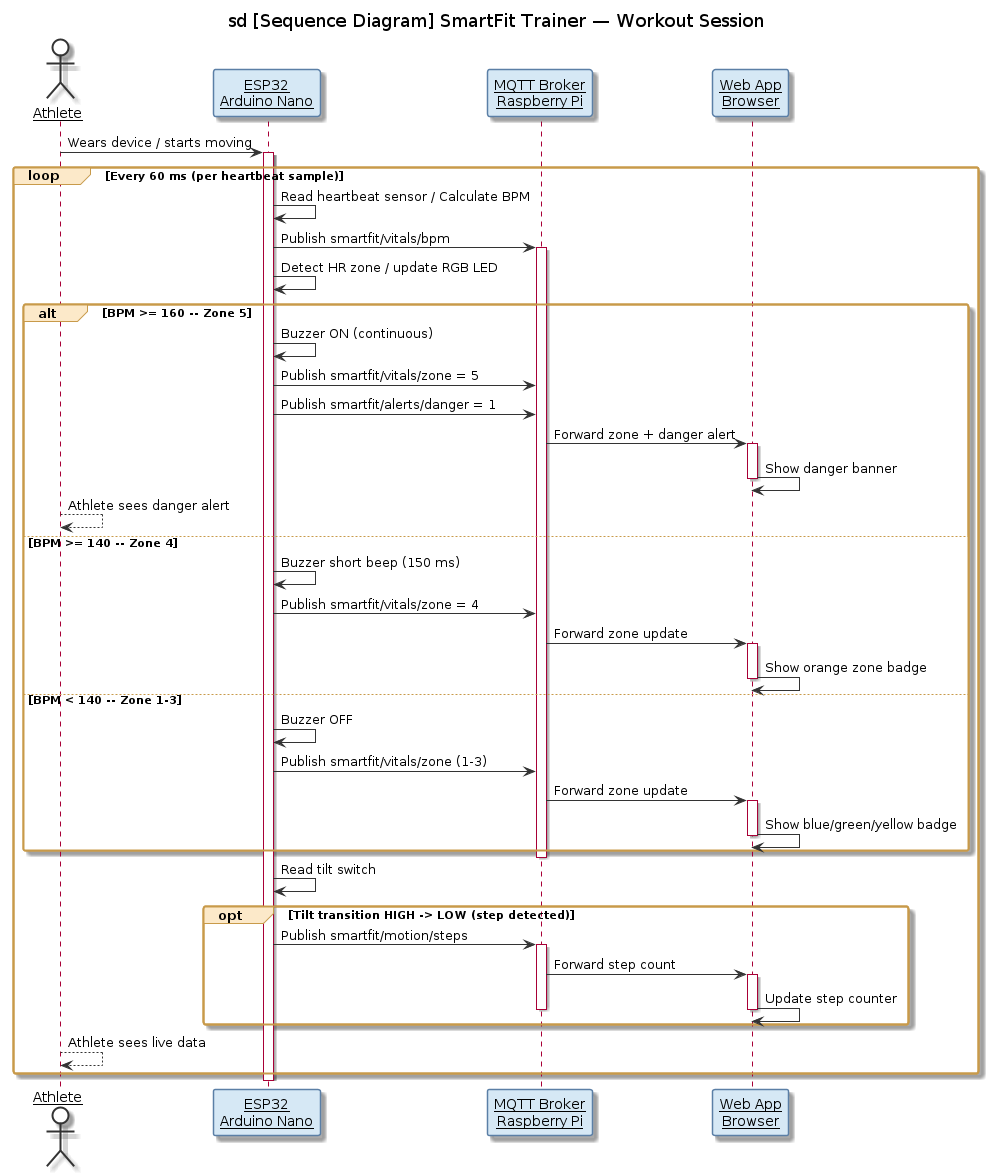 sd [Sequence Diagram] SmartFit Trainer — Workout Session
Athlete
ESP32
Arduino Nano
MQTT Broker
Raspberry Pi
Web App
Browser
Wears device / starts moving
loop
[Every 60 ms (per heartbeat sample)]
Read heartbeat sensor / Calculate BPM
Publish smartfit/vitals/bpm
Detect HR zone / update RGB LED
alt
[BPM >= 160 -- Zone 5]
Buzzer ON (continuous)
Publish smartfit/vitals/zone = 5
Publish smartfit/alerts/danger = 1
Forward zone + danger alert
Show danger banner
Athlete sees danger alert
[BPM >= 140 -- Zone 4]
Buzzer short beep (150 ms)
Publish smartfit/vitals/zone = 4
Forward zone update
Show orange zone badge
[BPM < 140 -- Zone 1-3]
Buzzer OFF
Publish smartfit/vitals/zone (1-3)
Forward zone update
Show blue/green/yellow badge
Read tilt switch
opt
[Tilt transition HIGH -> LOW (step detected)]
Publish smartfit/motion/steps
Forward step count
Update step counter
Athlete sees live data
Athlete
ESP32
Arduino Nano
MQTT Broker
Raspberry Pi
Web App
Browser